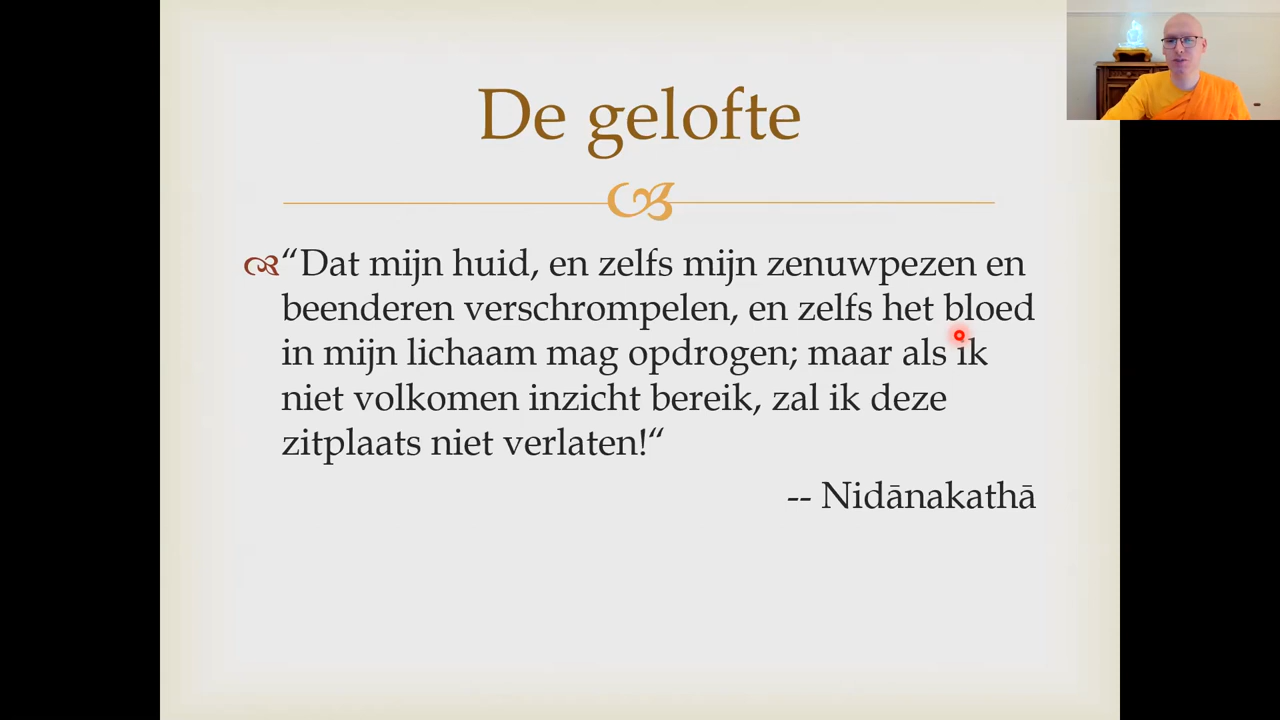 De gelofte
“Dat mijn huid, en zelfs mijn zenuwpezen en
beenderen verschrompelen, en zelfs het bloed
in mijn lichaam mag opdrogen; maar als ik
niet volkomen inzicht bereik, zal ik deze
zitplaats niet verlaten!“
-- Nidānakathā